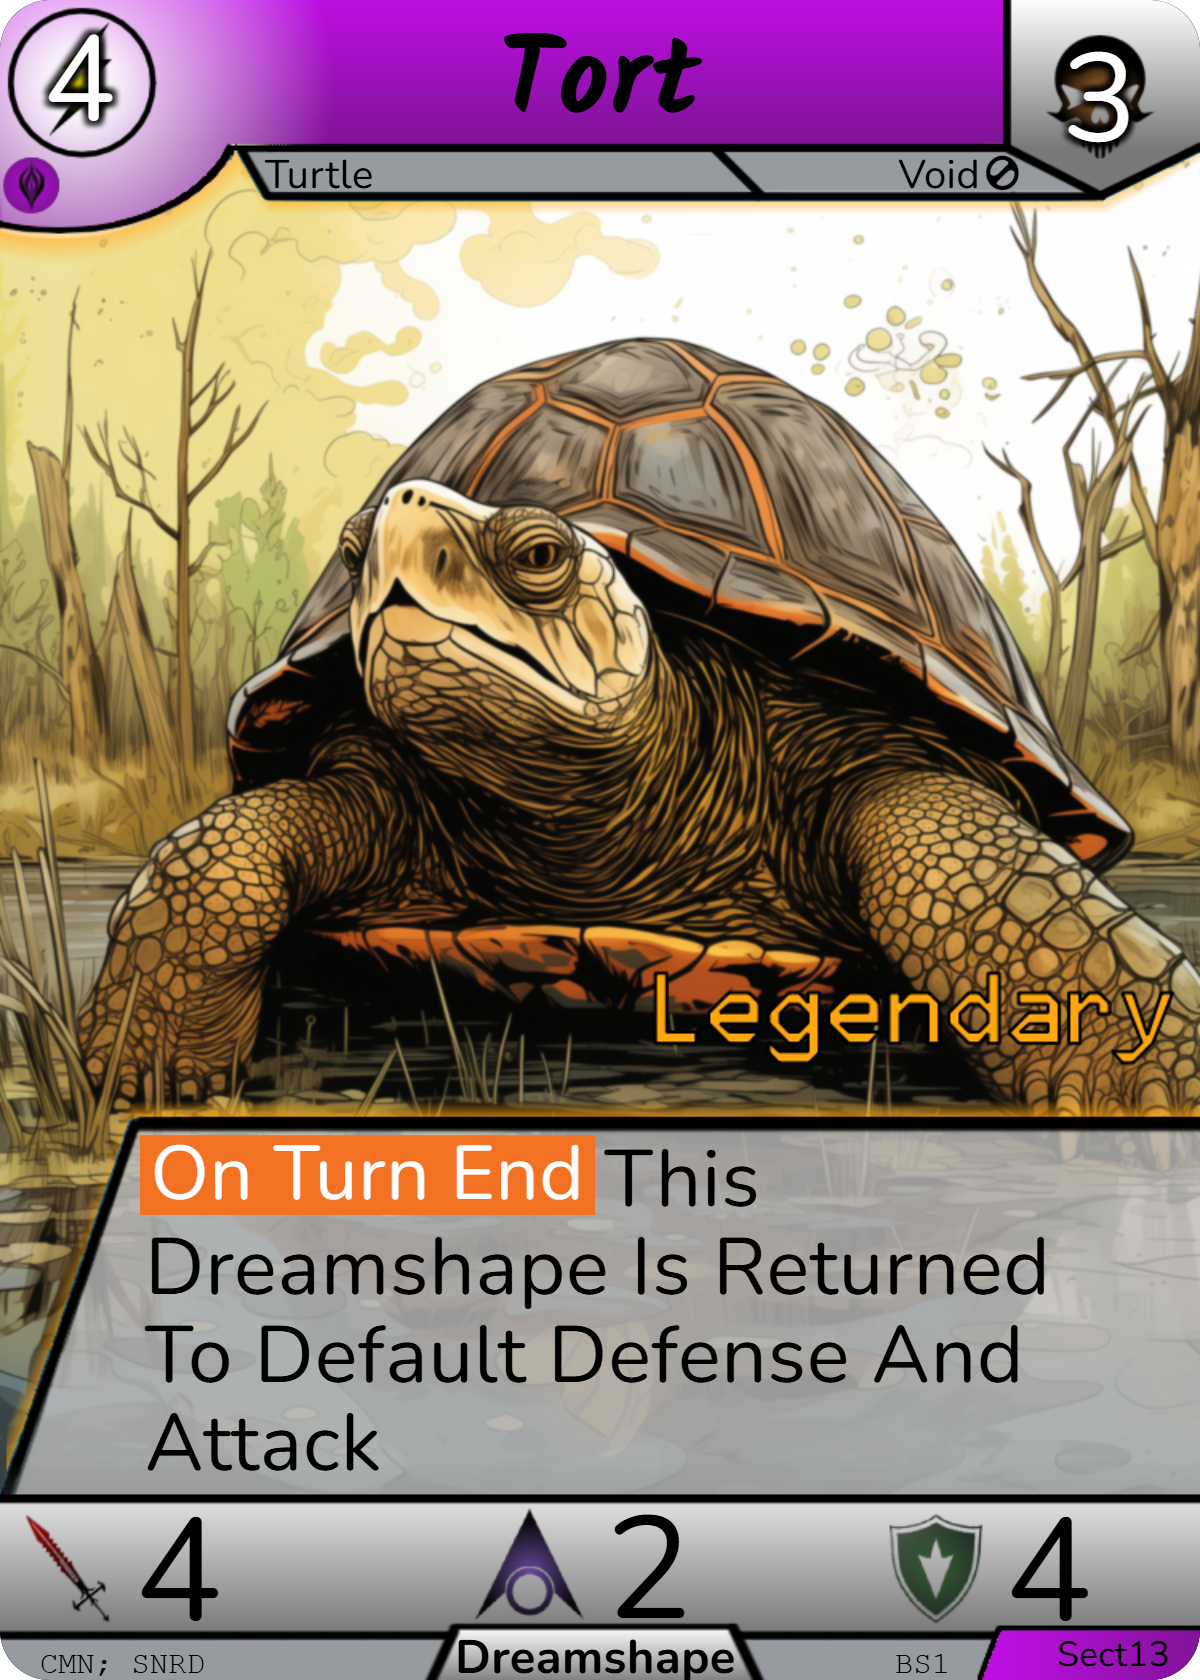 4
Tort
3
Turtle
Void
Legendary
On Turn End This
Dreamshape Is Returned
To Default Defense And
Attack
4
2
4
CMN; SNRD
Dreamshape
BS1
Sect13